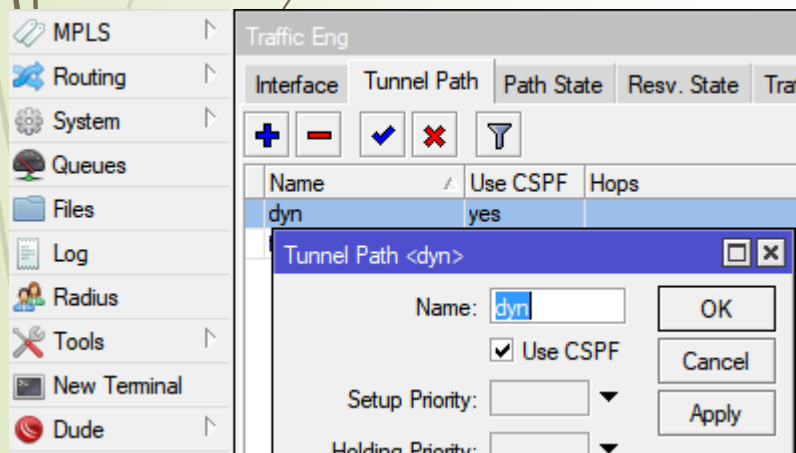 MPLS
Routing
System
Queues
Files
Log
Radius
Tools
New Terminal
Dude
Traffic Eng
Interface Tunnel Path Path State Resv. State
Name Use CSPF Hops
dyn yes
Tunnel Path <dyn>
Name: dyn OK
Use CSPF Cancel
Setup Priority: Apply
Holding Priority: